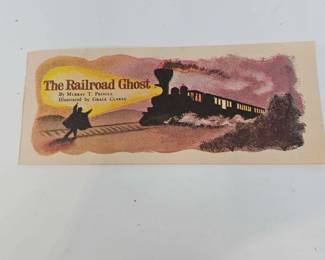 The Railroad Ghost
By Murray T. Pringle
Illustrated by Grace Clarke